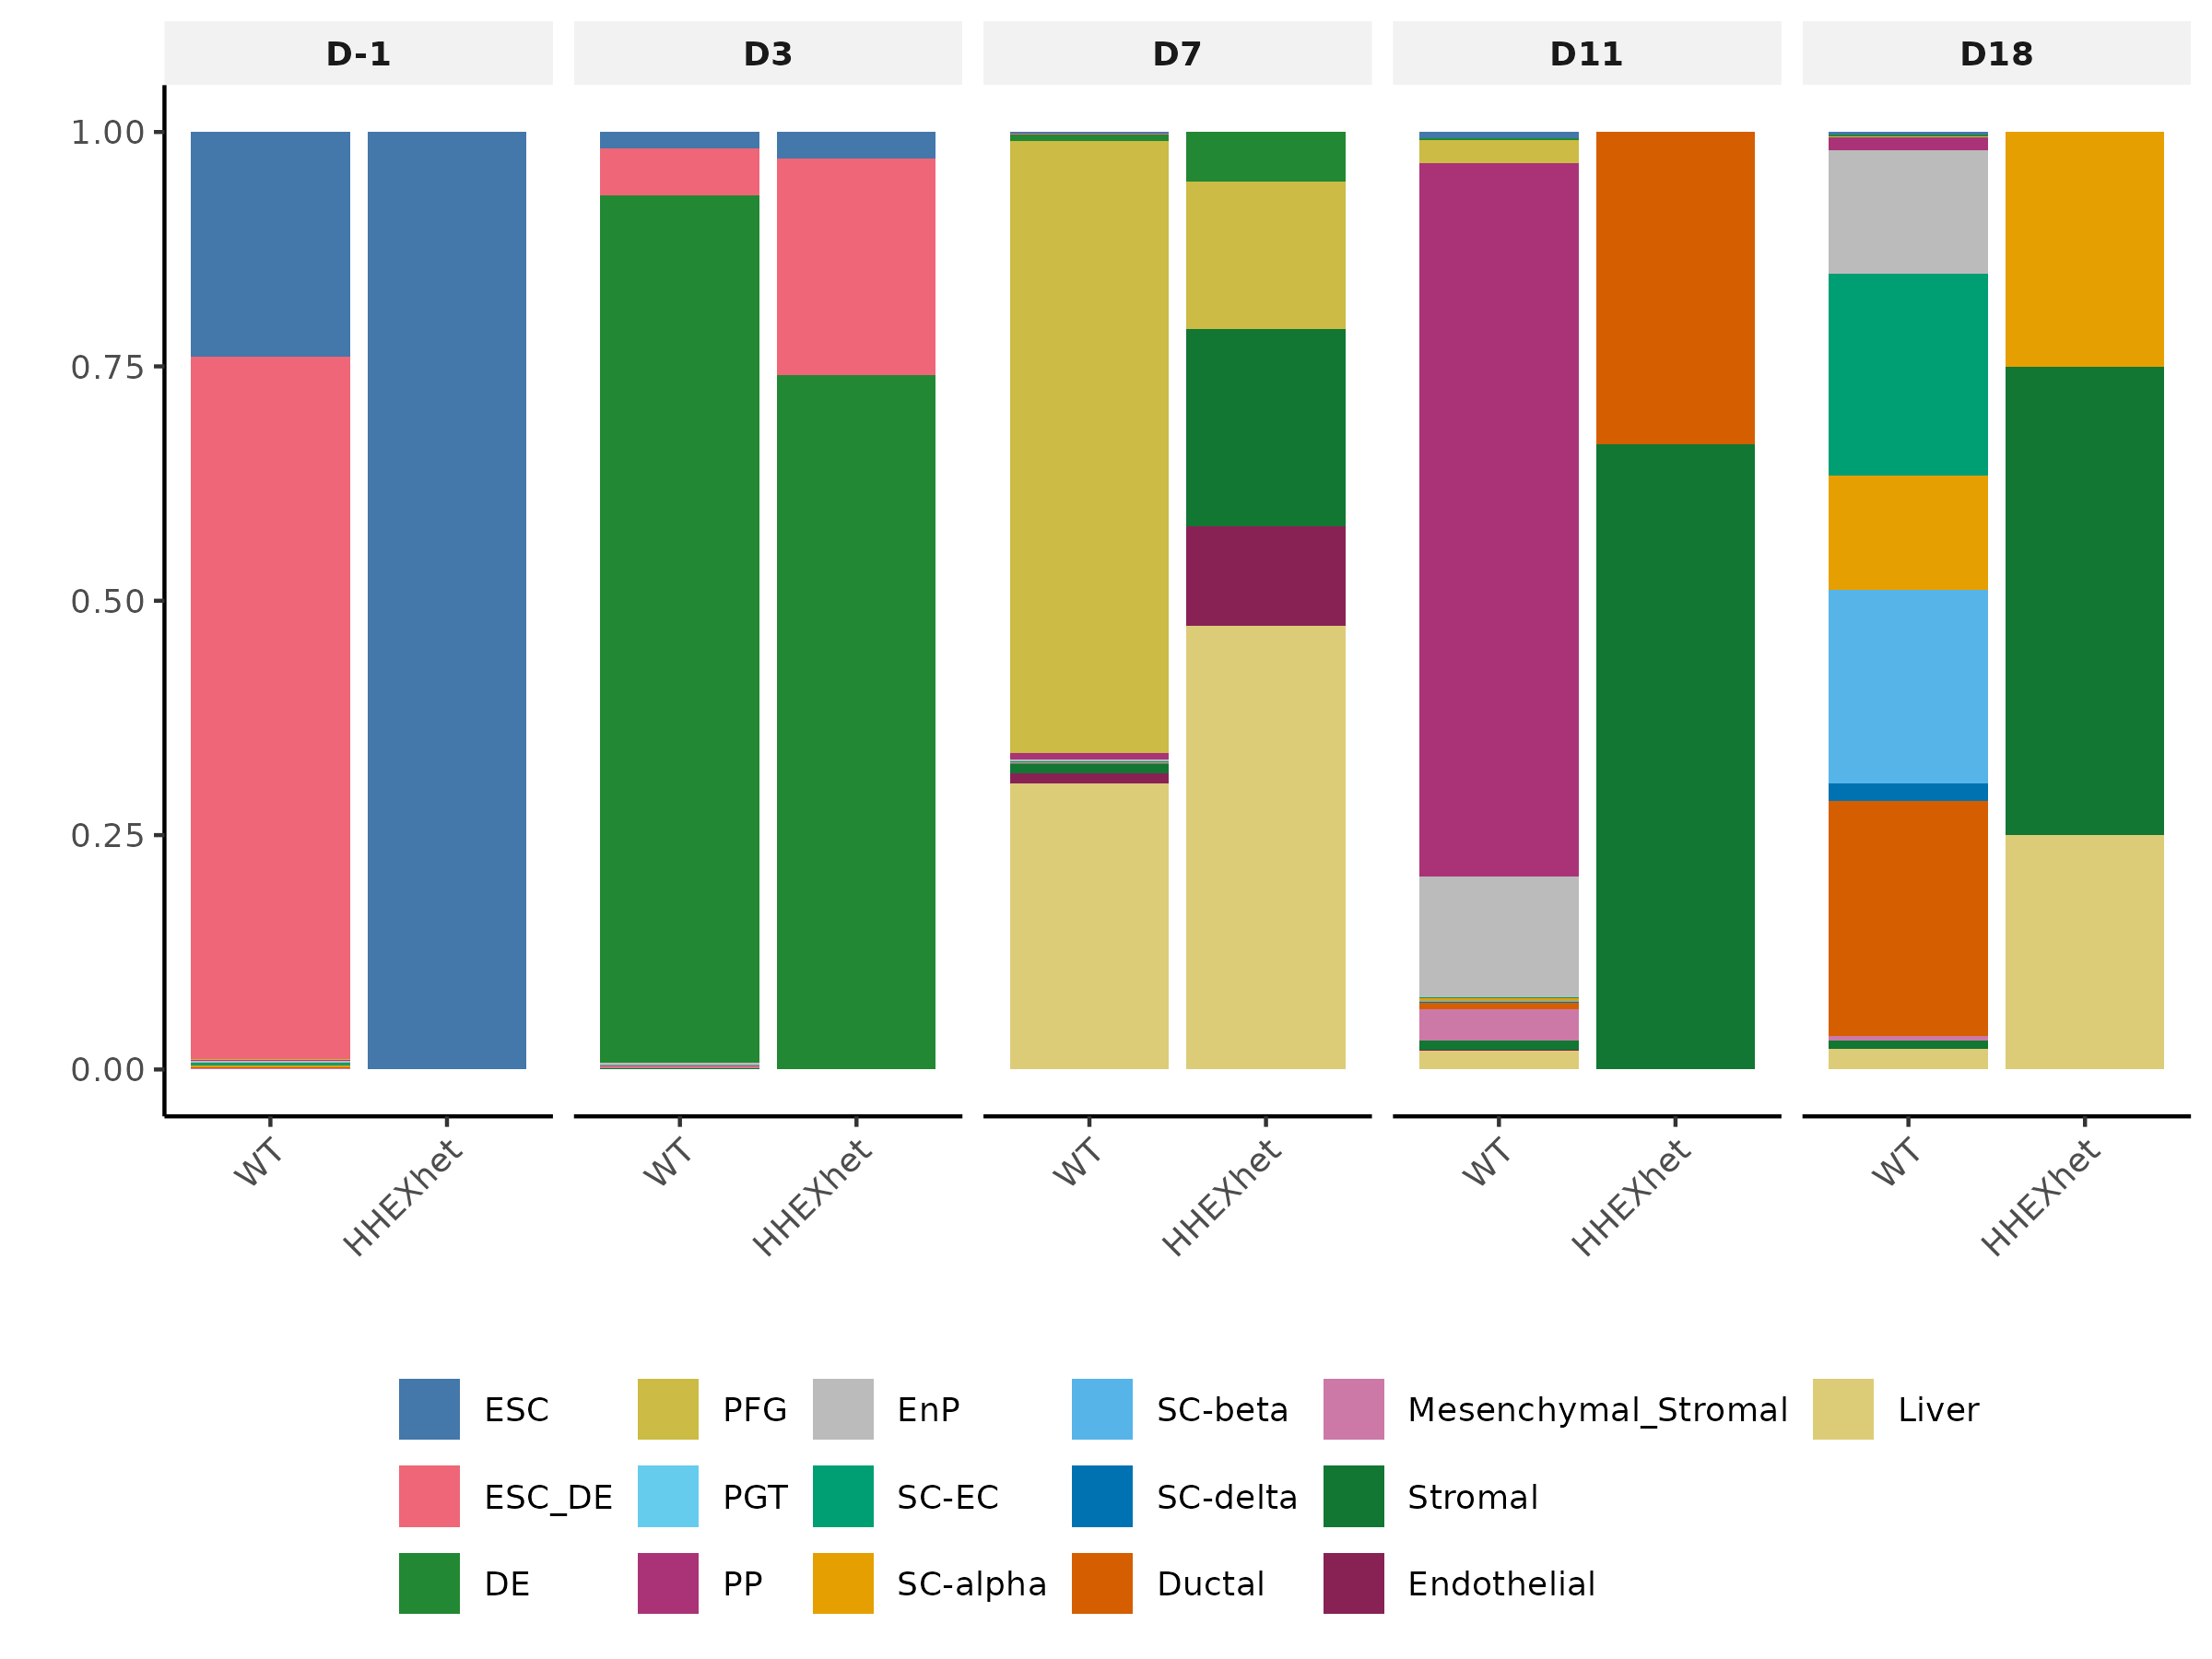 D-1 D3 D7 D11 D18
1.00
0.75
0.50
0.25
0.00
WT HHEXhet WT HHEXhet WT HHEXhet WT HHEXhet WT HHEXhet
ESC PFG EnP SC-beta Mesenchymal_Stromal Liver
ESC_DE PGT SC-EC SC-delta Stromal
DE PP SC-alpha Ductal Endothelial